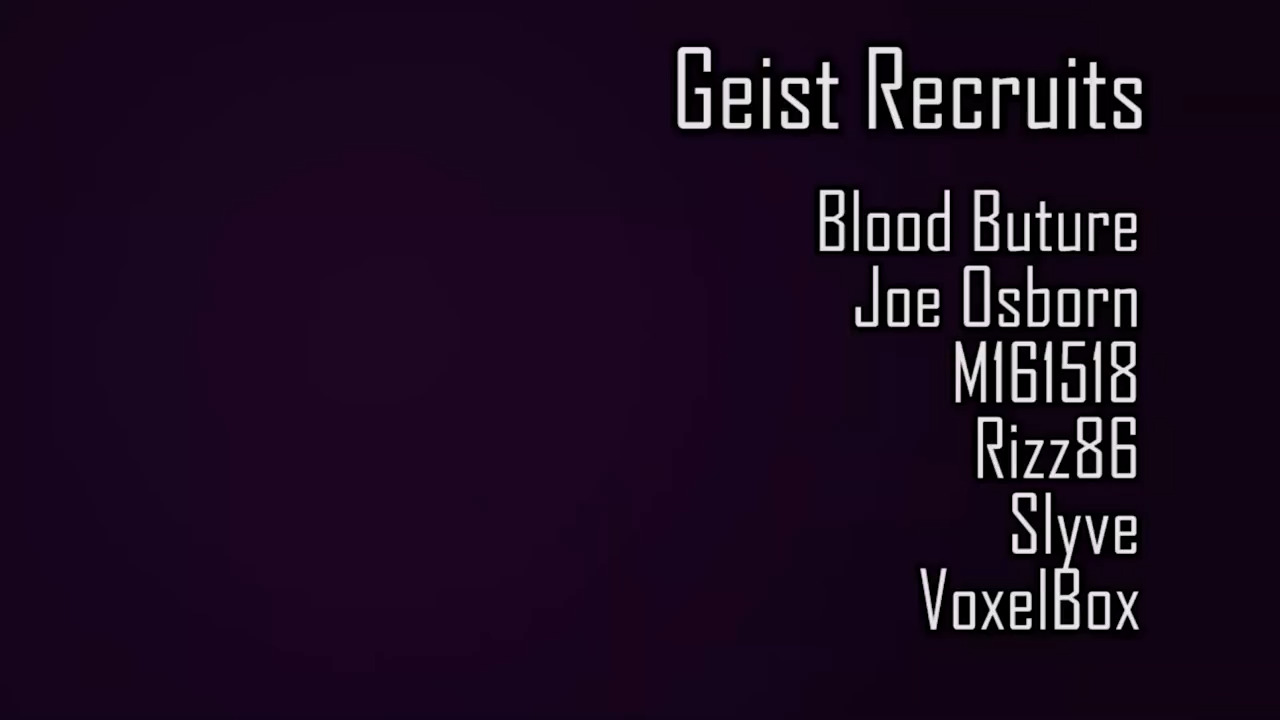 Geist Recruits
Blood Buture
Joe Osborn
M161518
Rizz86
Slyve
VoxelBox